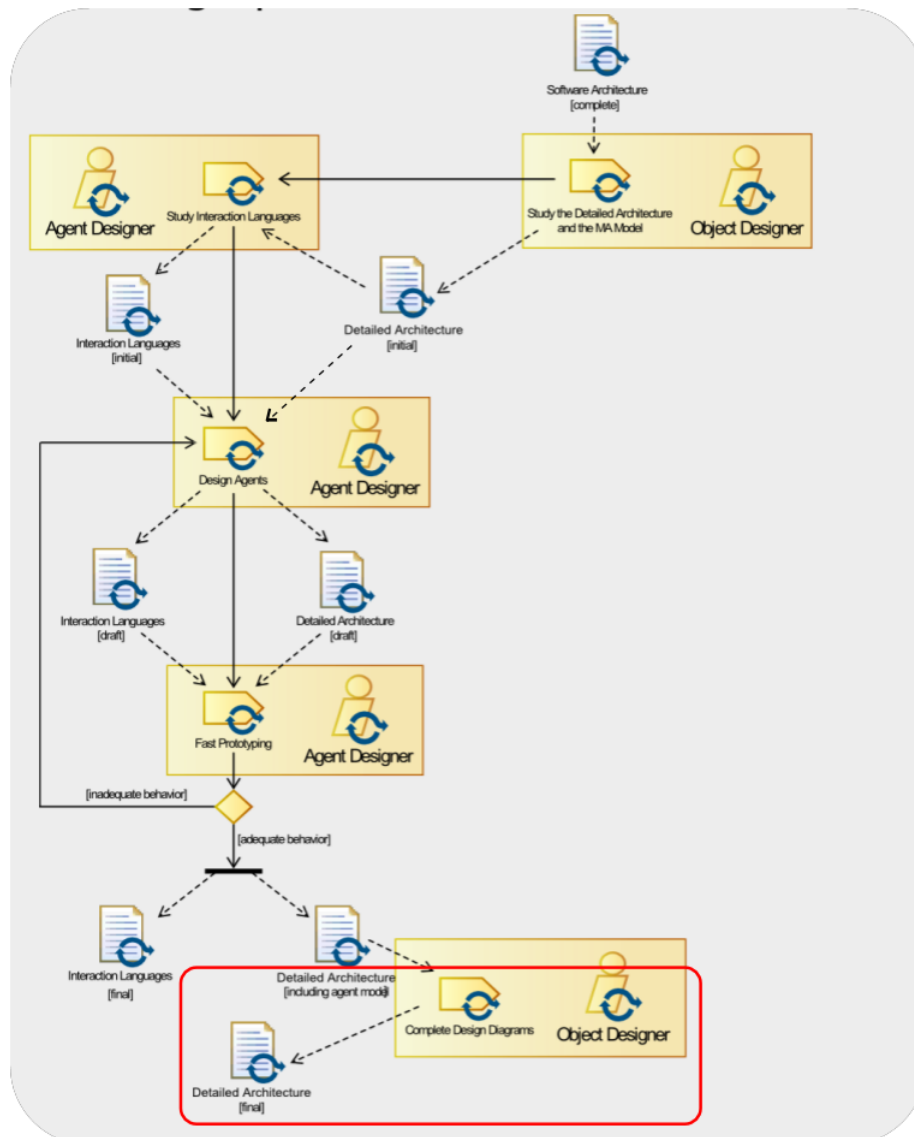 Software Architecture
[complete]
Agent Designer
Study Interaction Languages
Study the Detailed Architecture
and the MA Model
Object Designer
Interaction Languages
[initial]
Detailed Architecture
[initial]
Design Agents
Agent Designer
Interaction Languages
[draft]
Detailed Architecture
[draft]
Fast Prototyping
Agent Designer
[inadequate behavior]
[adequate behavior]
Interaction Languages
[final]
Detailed Architecture
[including agent model]
Complete Design Diagrams
Object Designer
Detailed Architecture
[final]